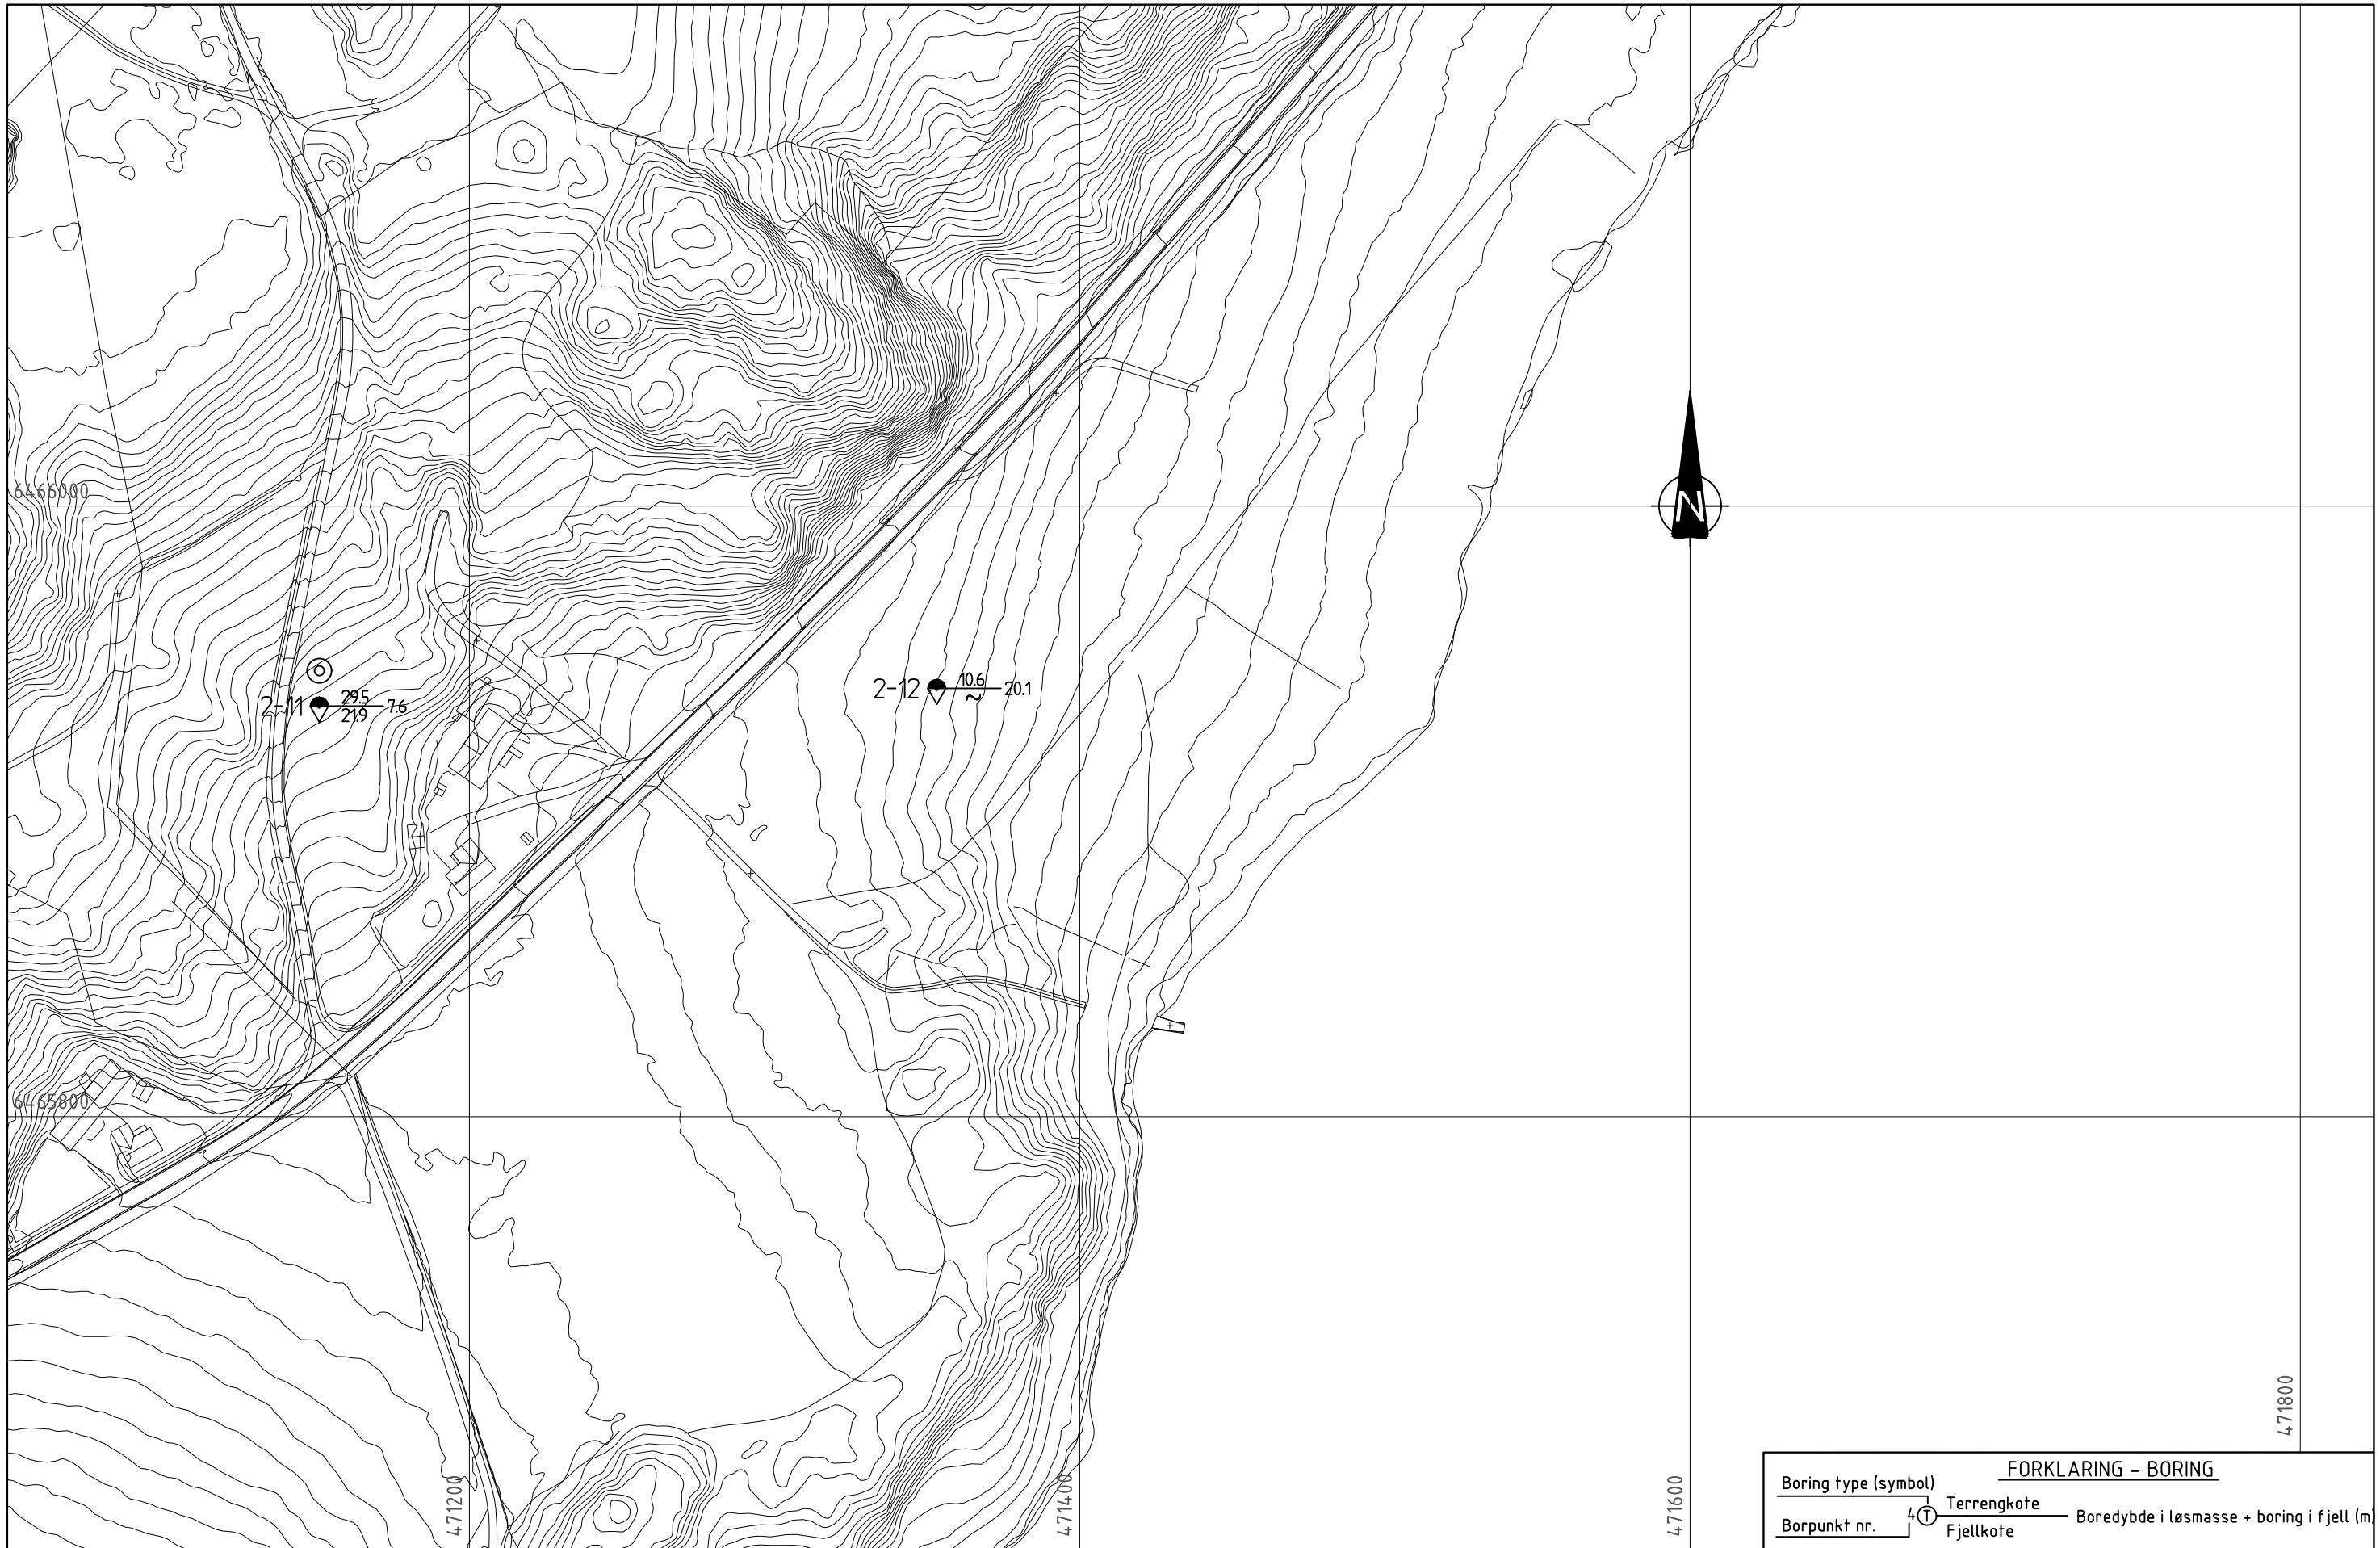 6466000
N
2-11 29.5 7.6
21.9
2-12 10.6 20.1
~
6465800
471200
471400
471600
471800
FORKLARING - BORING
Boring type (symbol)
Borpunkt nr.
4 T
Terrengkote
Fjellkote
Boredybde i løsmasse + boring i fjell (m